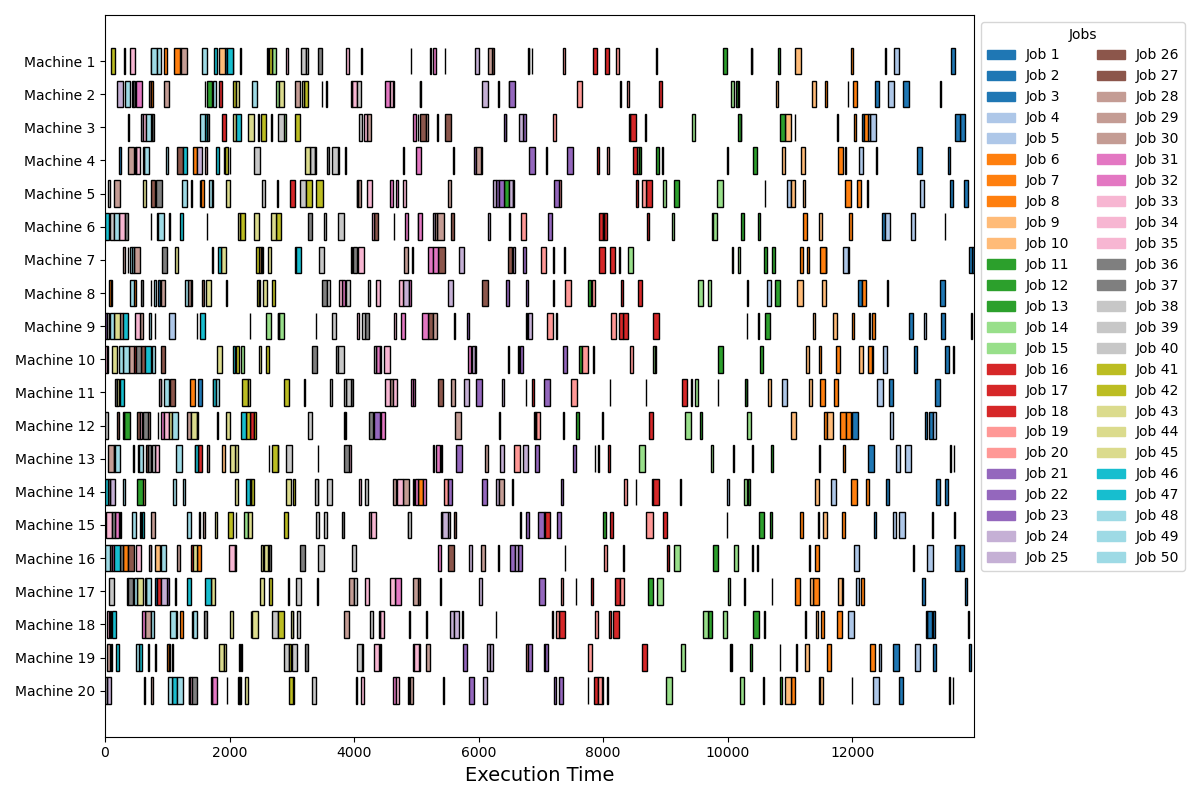 Machine 1
Machine 2
Machine 3
Machine 4
Machine 5
Machine 6
Machine 7
Machine 8
Machine 9
Machine 10
Machine 11
Machine 12
Machine 13
Machine 14
Machine 15
Machine 16
Machine 17
Machine 18
Machine 19
Machine 20
0 2000 4000 6000 8000 10000 12000
Execution Time
Jobs
Job 1
Job 2
Job 3
Job 4
Job 5
Job 6
Job 7
Job 8
Job 9
Job 10
Job 11
Job 12
Job 13
Job 14
Job 15
Job 16
Job 17
Job 18
Job 19
Job 20
Job 21
Job 22
Job 23
Job 24
Job 25
Job 26
Job 27
Job 28
Job 29
Job 30
Job 31
Job 32
Job 33
Job 34
Job 35
Job 36
Job 37
Job 38
Job 39
Job 40
Job 41
Job 42
Job 43
Job 44
Job 45
Job 46
Job 47
Job 48
Job 49
Job 50